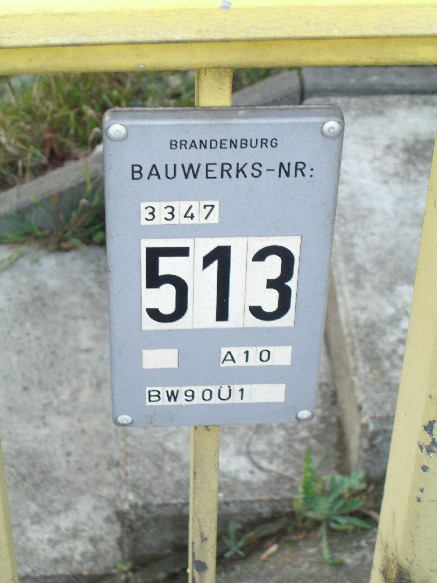 BRANDENBURG
BAUWERKS-NR:
3347
513
A10
BW90Ü1